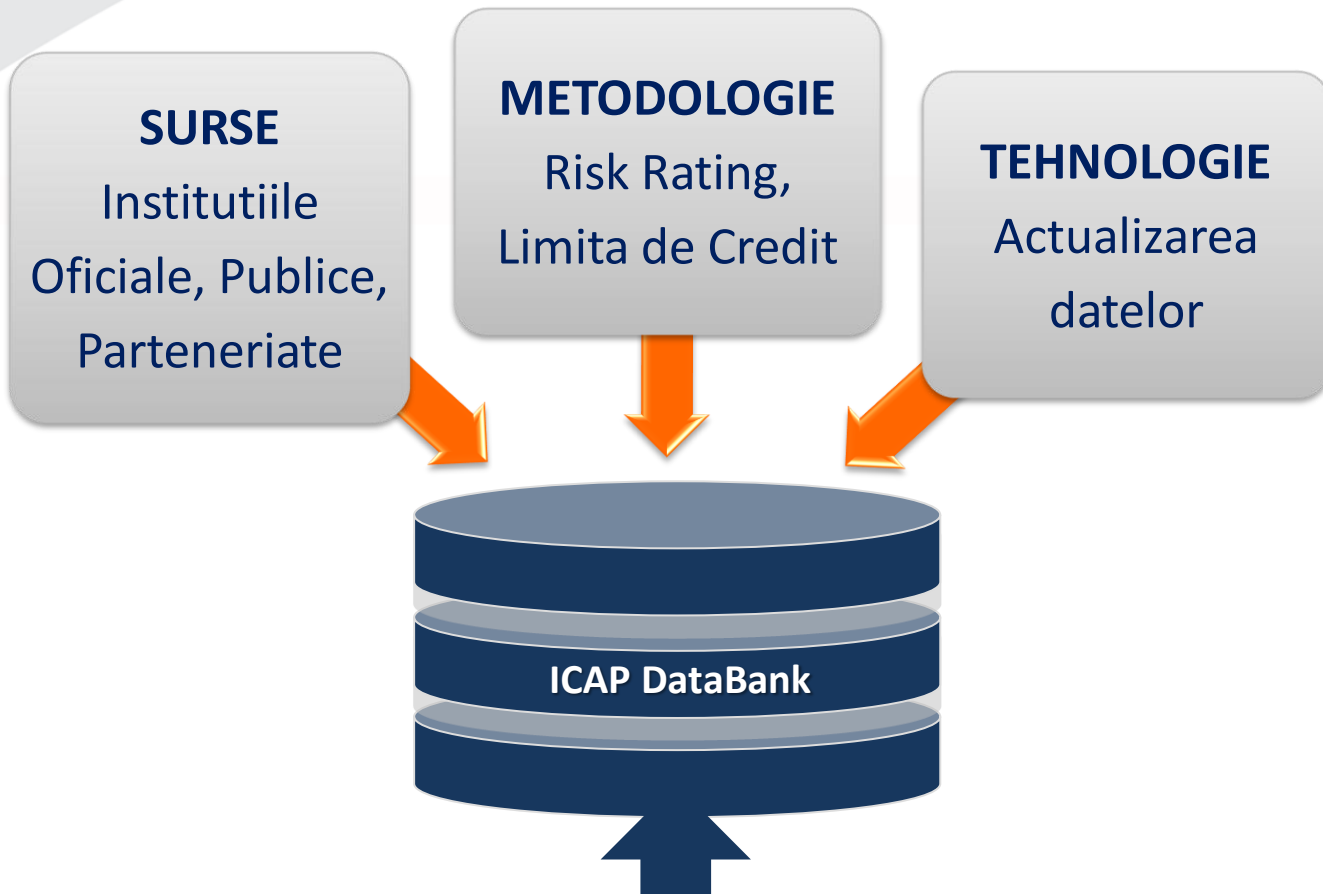 SURSE
Institutiile
Oficiale, Publice,
Parteneriate
METODOLOGIE
Risk Rating,
Limita de Credit
TEHNOLOGIE
Actualizarea
datelor
ICAP DataBank